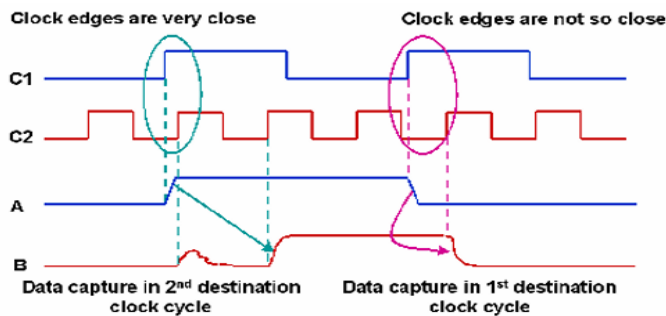 Clock edges are very close
Clock edges are not so close
C1
C2
A
B
Data capture in 2nd destination
clock cycle
Data capture in 1st destination
clock cycle